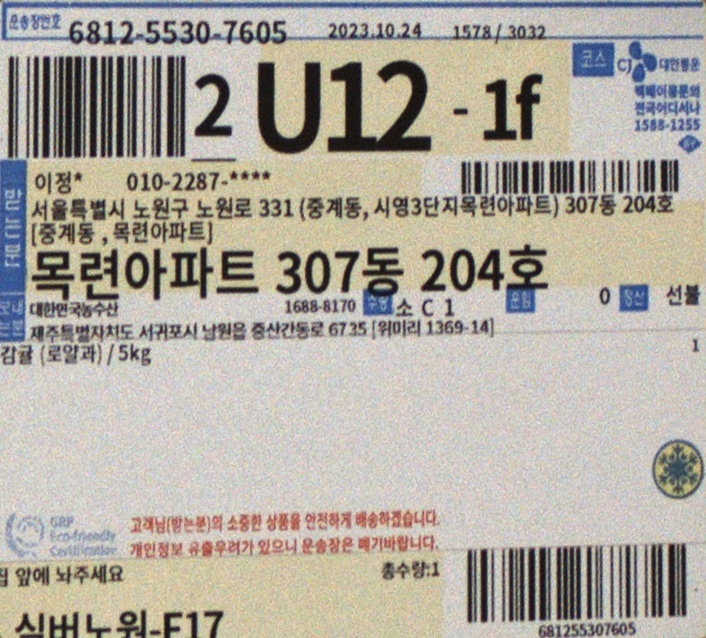 운송장번호 6812-5530-7605 2023.10.24 1578 / 3032
2 U12 - 1f
코스 CJ 대한통운
택배이용문의
전국어디서나
1588-1255
받는분
이정* 010-2287-****
서울특별시 노원구 노원로 331 (중계동, 시영3단지목련아파트) 307동 204호
[중계동 , 목련아파트]
목련아파트 307동 204호
보내는분 대한민국농수산 1688-8170 수량 소 C 1 운임 0 정산 선불
제주특별자치도 서귀포시 남원읍 중산간동로 6735 [위미리 1369-14]
감귤 (로얄과) / 5kg 1
GRP
Eco-friendly
Certification
고객님(받는분)의 소중한 상품을 안전하게 배송하겠습니다.
개인정보 유출우려가 있으니 운송장은 폐기바랍니다.
앞에 놔주세요 총수량:1
실버노원-F17
681255307605